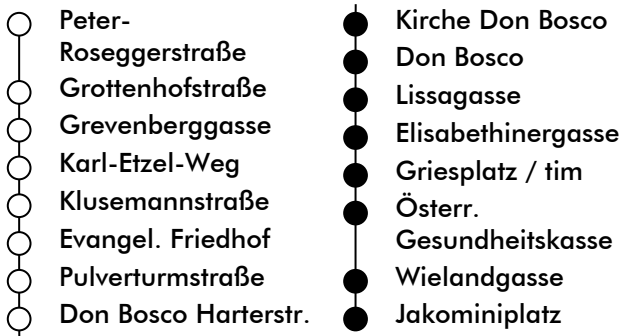 Peter-
Roseggerstraße
Grottenhofstraße
Grevenberggasse
Karl-Etzel-Weg
Klusemannstraße
Evangel. Friedhof
Pulverturmstraße
Don Bosco Harterstr.
Kirche Don Bosco
Don Bosco
Lissagasse
Elisabethinergasse
Griesplatz / tim
Österr.
Gesundheitskasse
Wielandgasse
Jakominiplatz